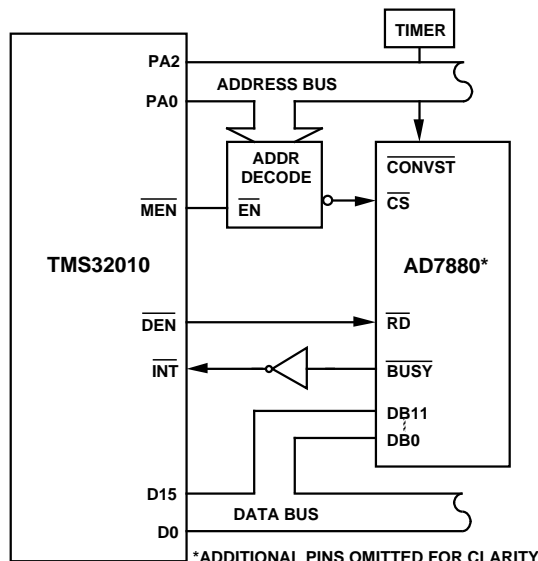 TIMER
PA2
ADDRESS BUS
PA0
ADDR
DECODE
CONVST
MEN
EN
CS
TMS32010
AD7880*
DEN
RD
INT
BUSY
DB11
DB0
D15
DATA BUS
D0
*ADDITIONAL PINS OMITTED FOR CLARITY